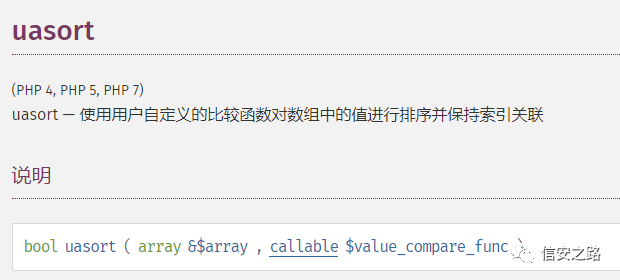 uasort
(PHP 4, PHP 5, PHP 7)
uasort — 使用用户自定义的比较函数对数组中的值进行排序并保持索引关联
说明
bool uasort ( array &$array , callable $value_compare_func )
信安之路